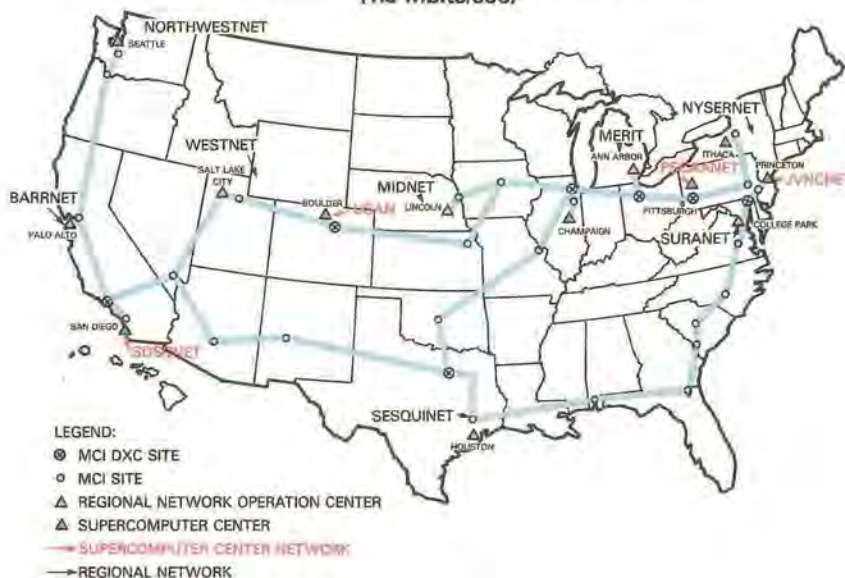 NORTHWESTNET
SEATTLE
NYSERNET
MERIT
ANN ARBOR
ITHACA
PRINCETON
JVNCNET
WESTNET
SALT LAKE
CITY
BOULDER
USAN
MIDNET
LINCOLN
BARRNET
PALO ALTO
CHAMPAIGN
PITTSBURGH
COLLEGE PARK
SURANET
SAN DIEGO
SDSCNET
SESQUINET
HOUSTON
LEGEND:
MCI DXC SITE
MCI SITE
REGIONAL NETWORK OPERATION CENTER
SUPERCOMPUTER CENTER
SUPERCOMPUTER CENTER NETWORK
REGIONAL NETWORK